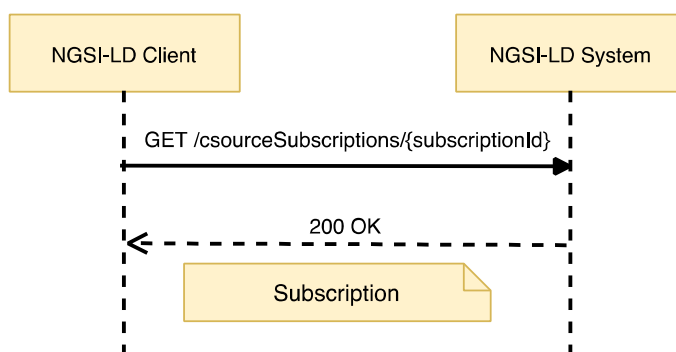 NGSI-LD Client
NGSI-LD System
GET /csourceSubscriptions/{subscriptionId}
200 OK
Subscription